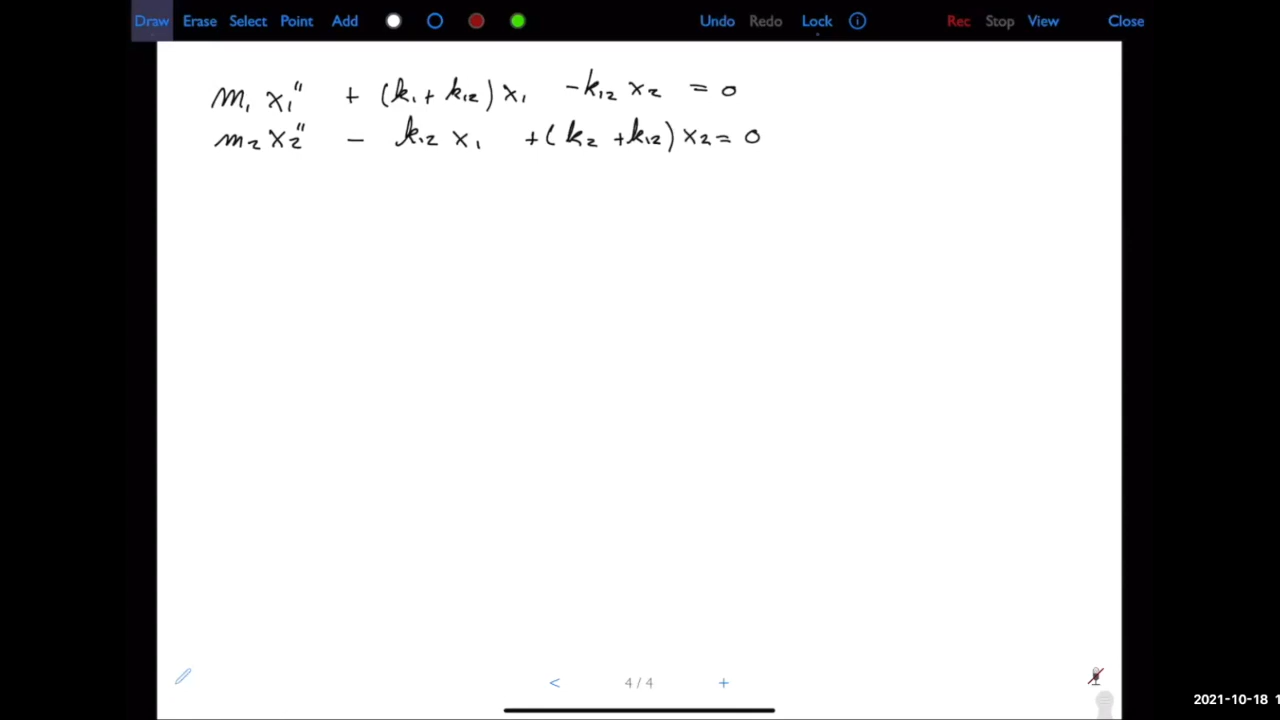 Draw Erase Select Point Add Undo Redo Lock Rec Stop View Close
m₁ x₁" + (k₁ + k₁₂) x₁ - k₁₂ x₂ = 0
m₂ x₂" - k₁₂ x₁ + (k₂ + k₁₂) x₂ = 0
< 4 / 4 +
2021-10-18 1